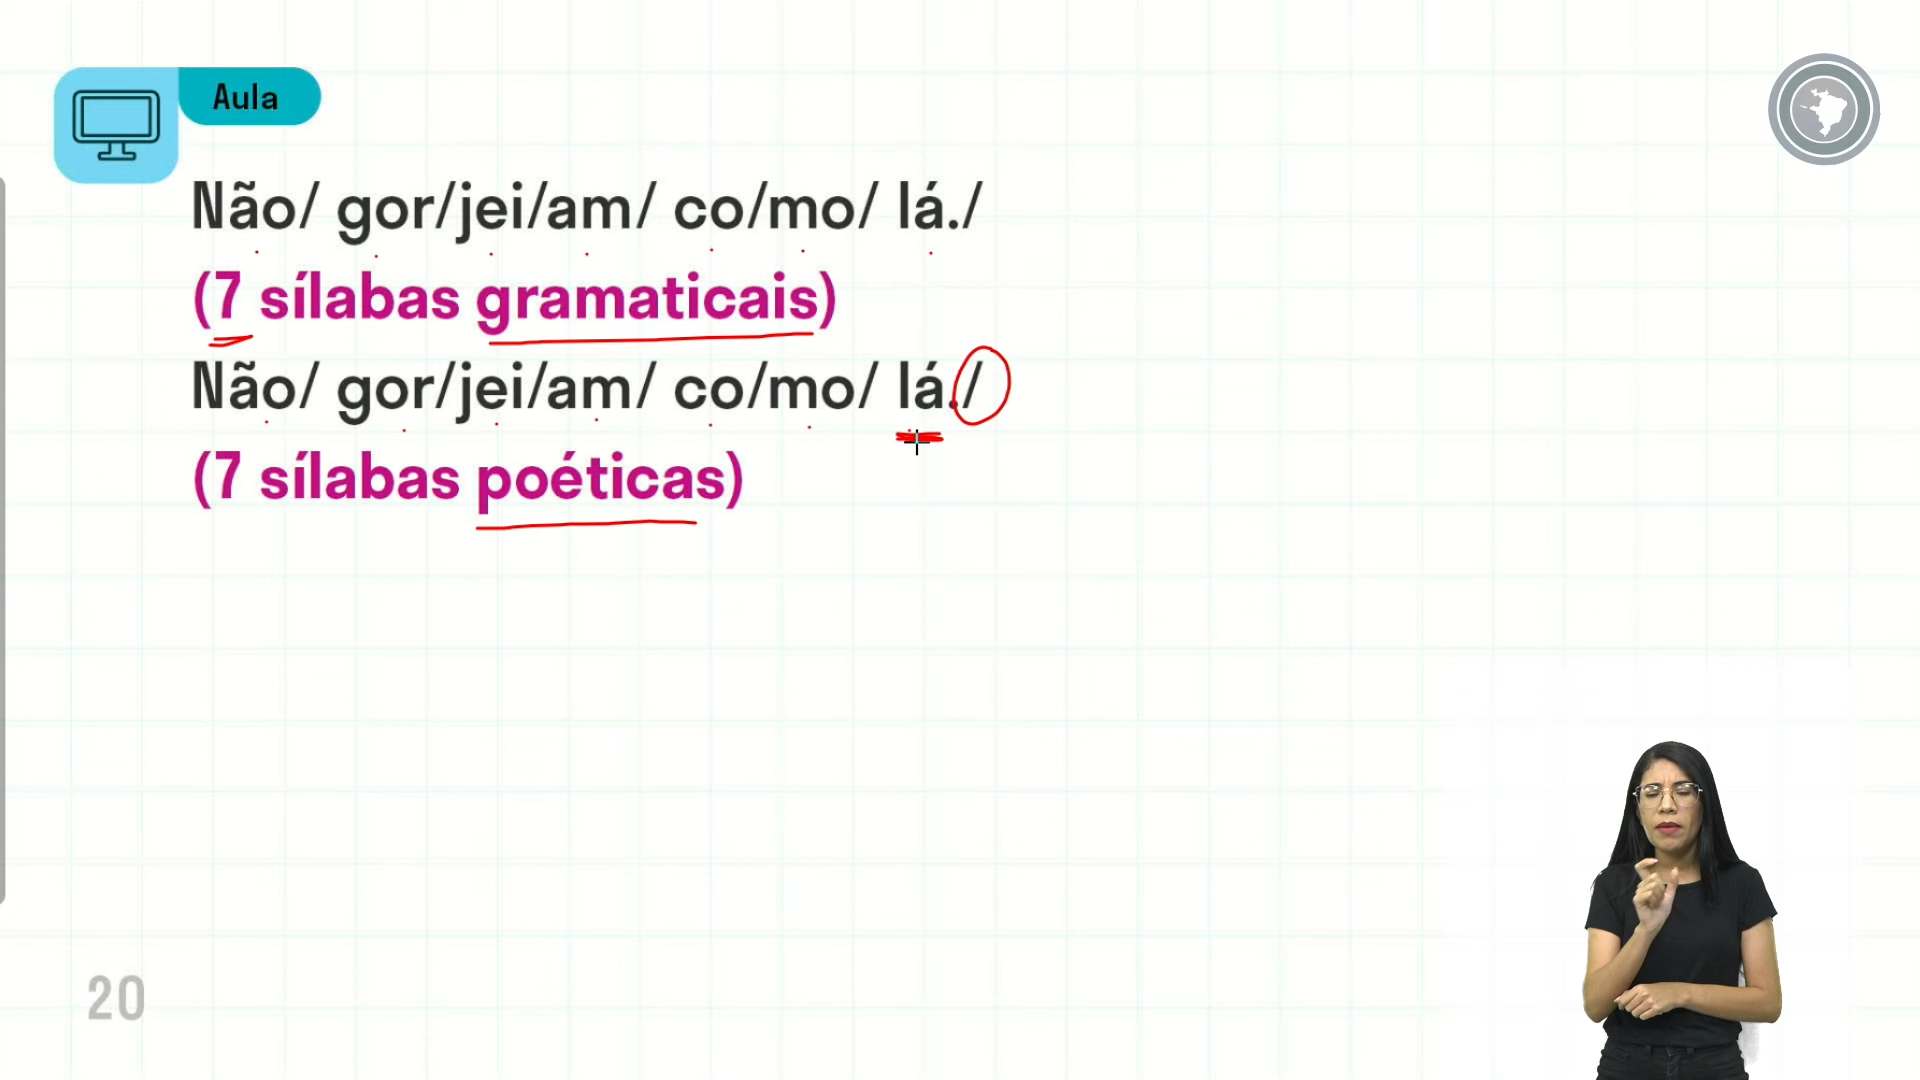 Aula
Não/ gor/jei/am/ co/mo/ lá./
(7 sílabas gramaticais)
Não/ gor/jei/am/ co/mo/ lá./
(7 sílabas poéticas)
20